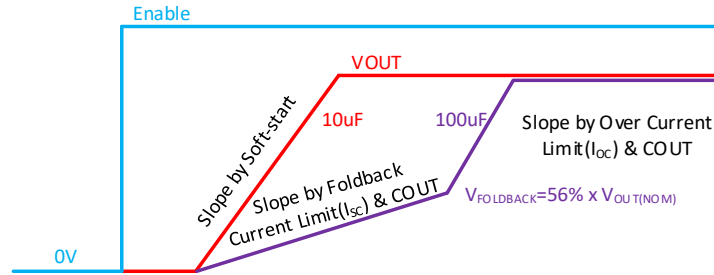 Enable
VOUT
Slope by Soft-start
10uF
100uF
Slope by Over Current
Limit(IOC) & COUT
Slope by Foldback
Current Limit(ISC) & COUT
VFOLDBACK=56% x VOUT(NOM)
0V